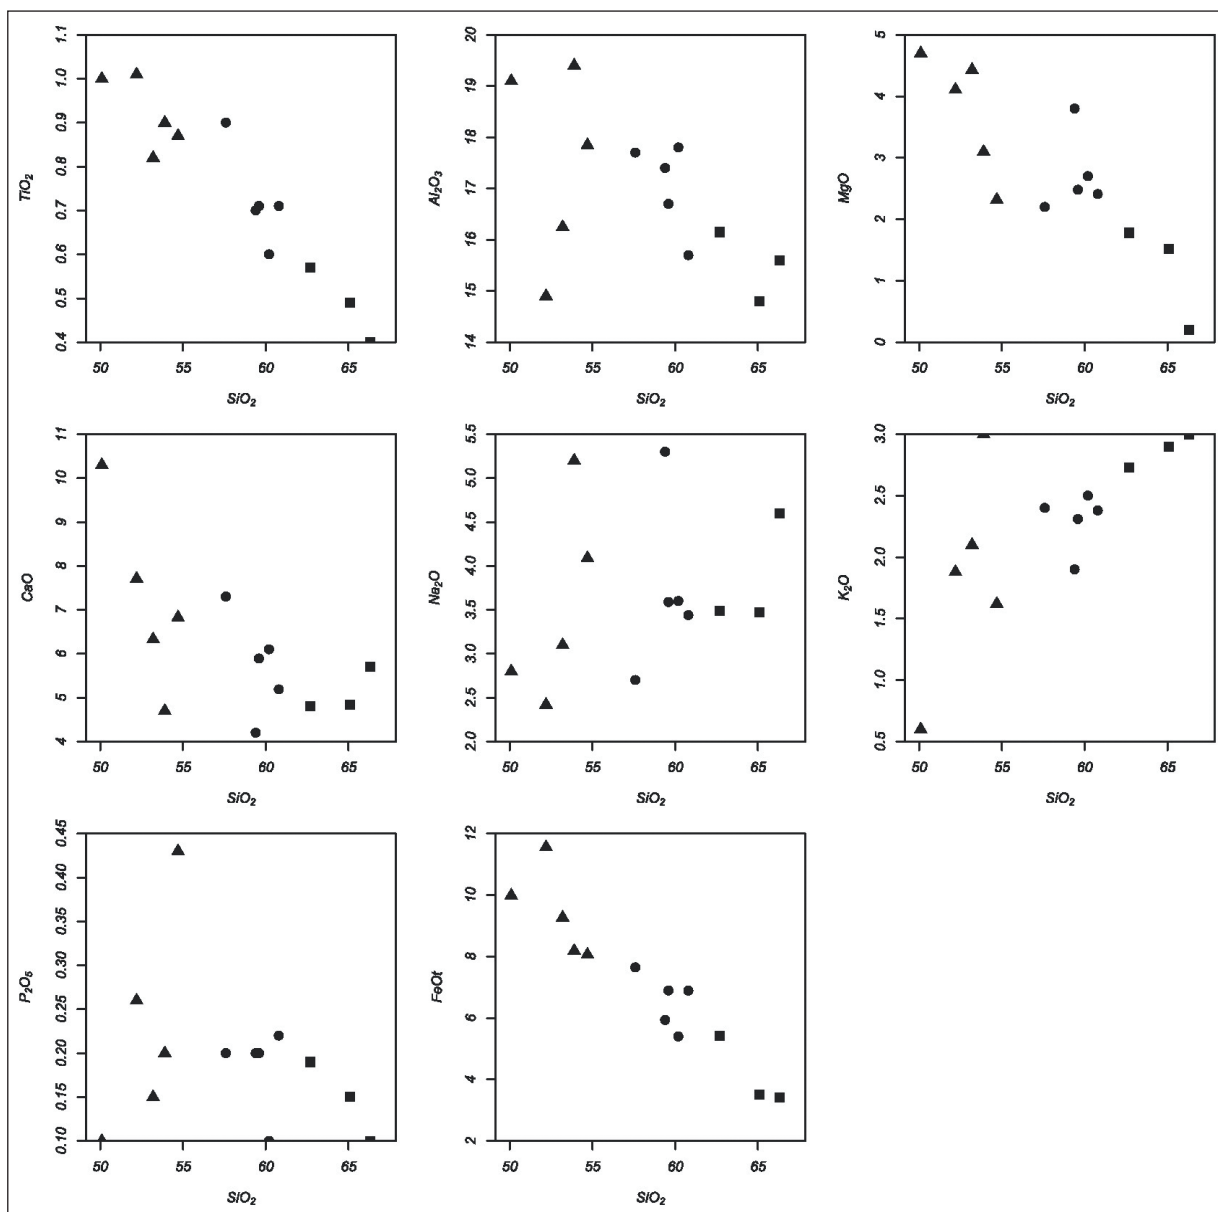 1.1
1.0
0.9
0.8
0.7
0.6
0.5
0.4
TiO₂
50 55 60 65
SiO₂
20
19
18
17
16
15
14
Al₂O₃
50 55 60 65
SiO₂
5
4
3
2
1
0
MgO
50 55 60 65
SiO₂
11
10
9
8
7
6
5
4
CaO
50 55 60 65
SiO₂
5.5
5.0
4.5
4.0
3.5
3.0
2.5
2.0
Na₂O
50 55 60 65
SiO₂
3.0
2.5
2.0
1.5
1.0
0.5
K₂O
50 55 60 65
SiO₂
0.45
0.40
0.35
0.30
0.25
0.20
0.15
0.10
P₂O₅
50 55 60 65
SiO₂
12
10
8
6
4
2
FeOt
50 55 60 65
SiO₂